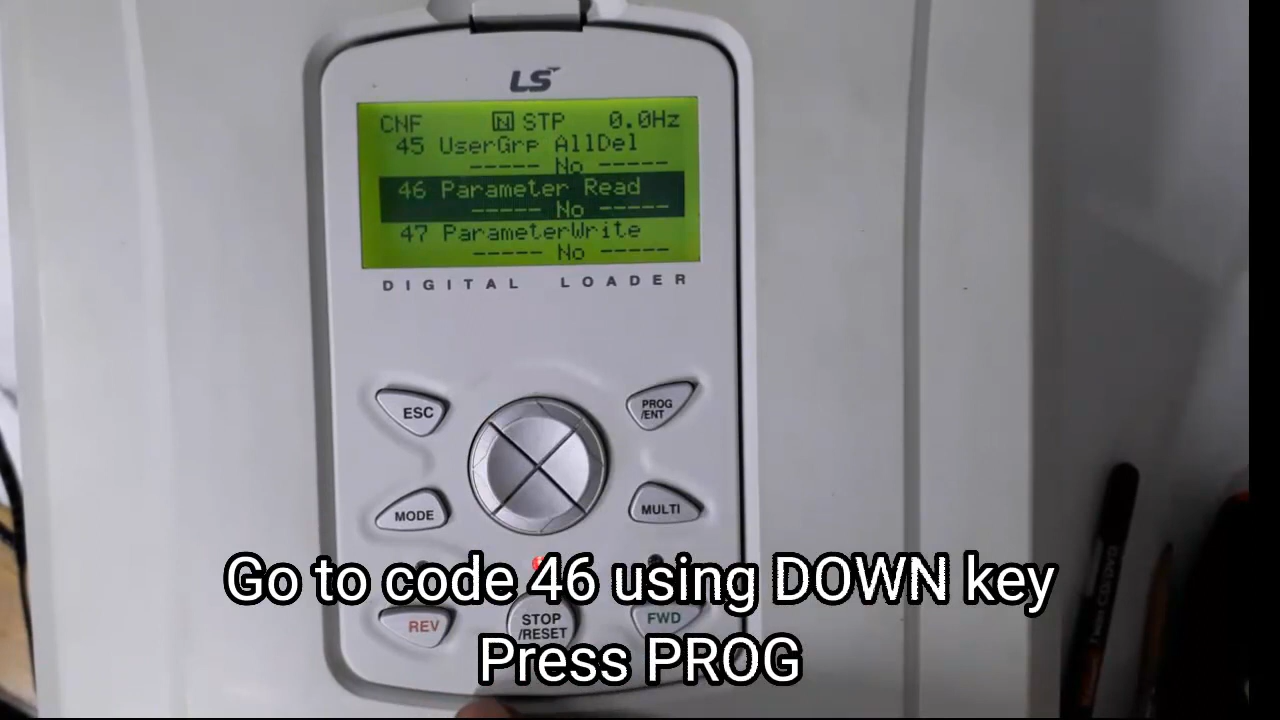 LS
CNF N STP 0.0Hz
45 UserGrp AllDel
----- No -----
46 Parameter Read
----- No -----
47 ParameterWrite
----- No -----
DIGITAL LOADER
ESC
PROG
/ENT
MODE
MULTI
Go to code 46 using DOWN key
REV
STOP
/RESET
FWD
Press PROG